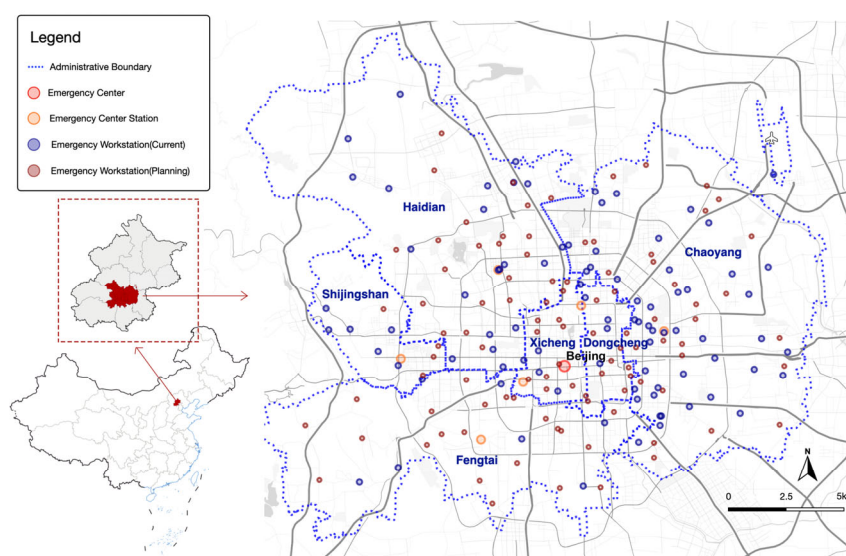 Legend
Administrative Boundary
Emergency Center
Emergency Center Station
Emergency Workstation(Current)
Emergency Workstation(Planning)
Haidian
Chaoyang
Shijingshan
Xicheng
Dongcheng
Beijing
Fengtai
N
0 2.5 5k